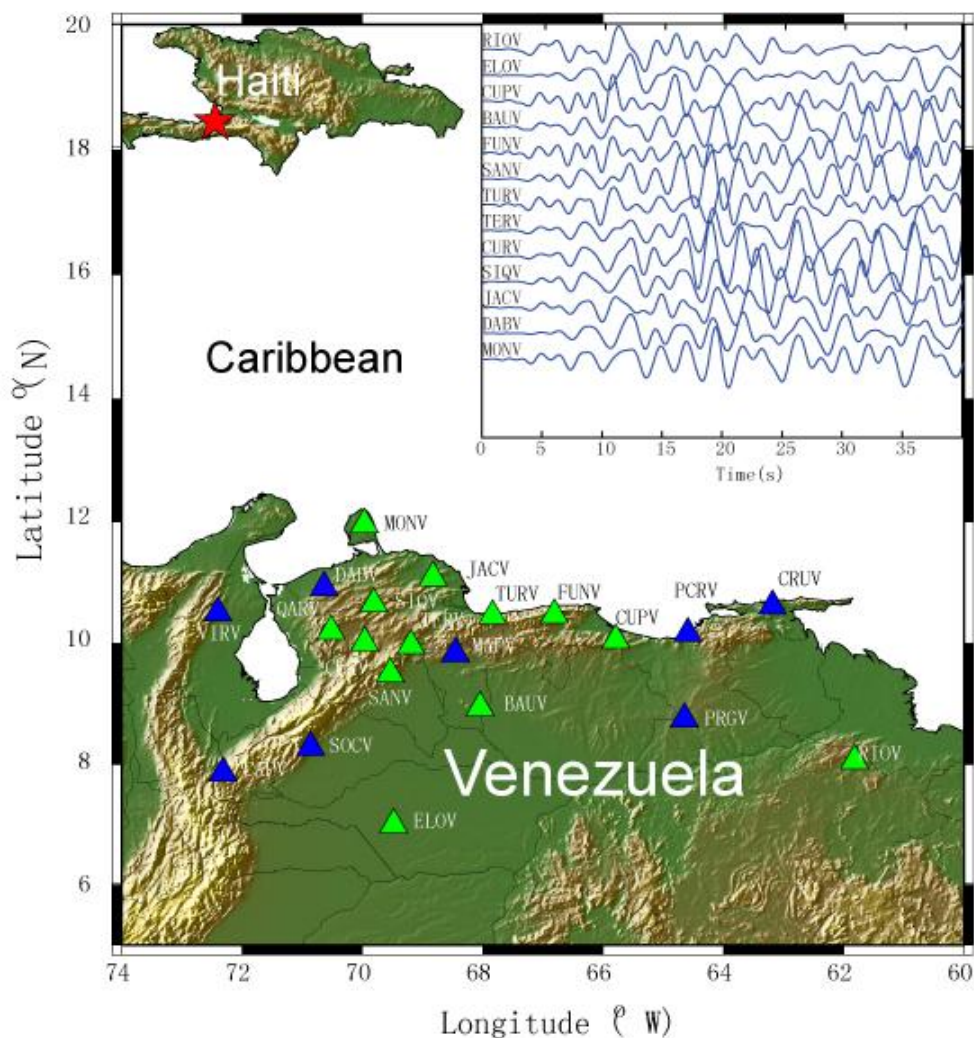 20
18
16
14
12
10
8
6
Latitude (°N)
Haiti
Caribbean
RIOV
ELOV
CUPV
BAUV
FUNV
SANV
TURV
TERV
CURV
SIQV
JACV
DABV
MONV
0 5 10 15 20 25 30 35
Time(s)
MONV
DABV
JACV
QARV
SIQV
TURV
FUNV
PCRV
CRUV
VIRV
CUPV
SANV
BAUV
PRGV
SOCV
RIOV
Venezuela
ELOV
74 72 70 68 66 64 62 60
Longitude (° W)